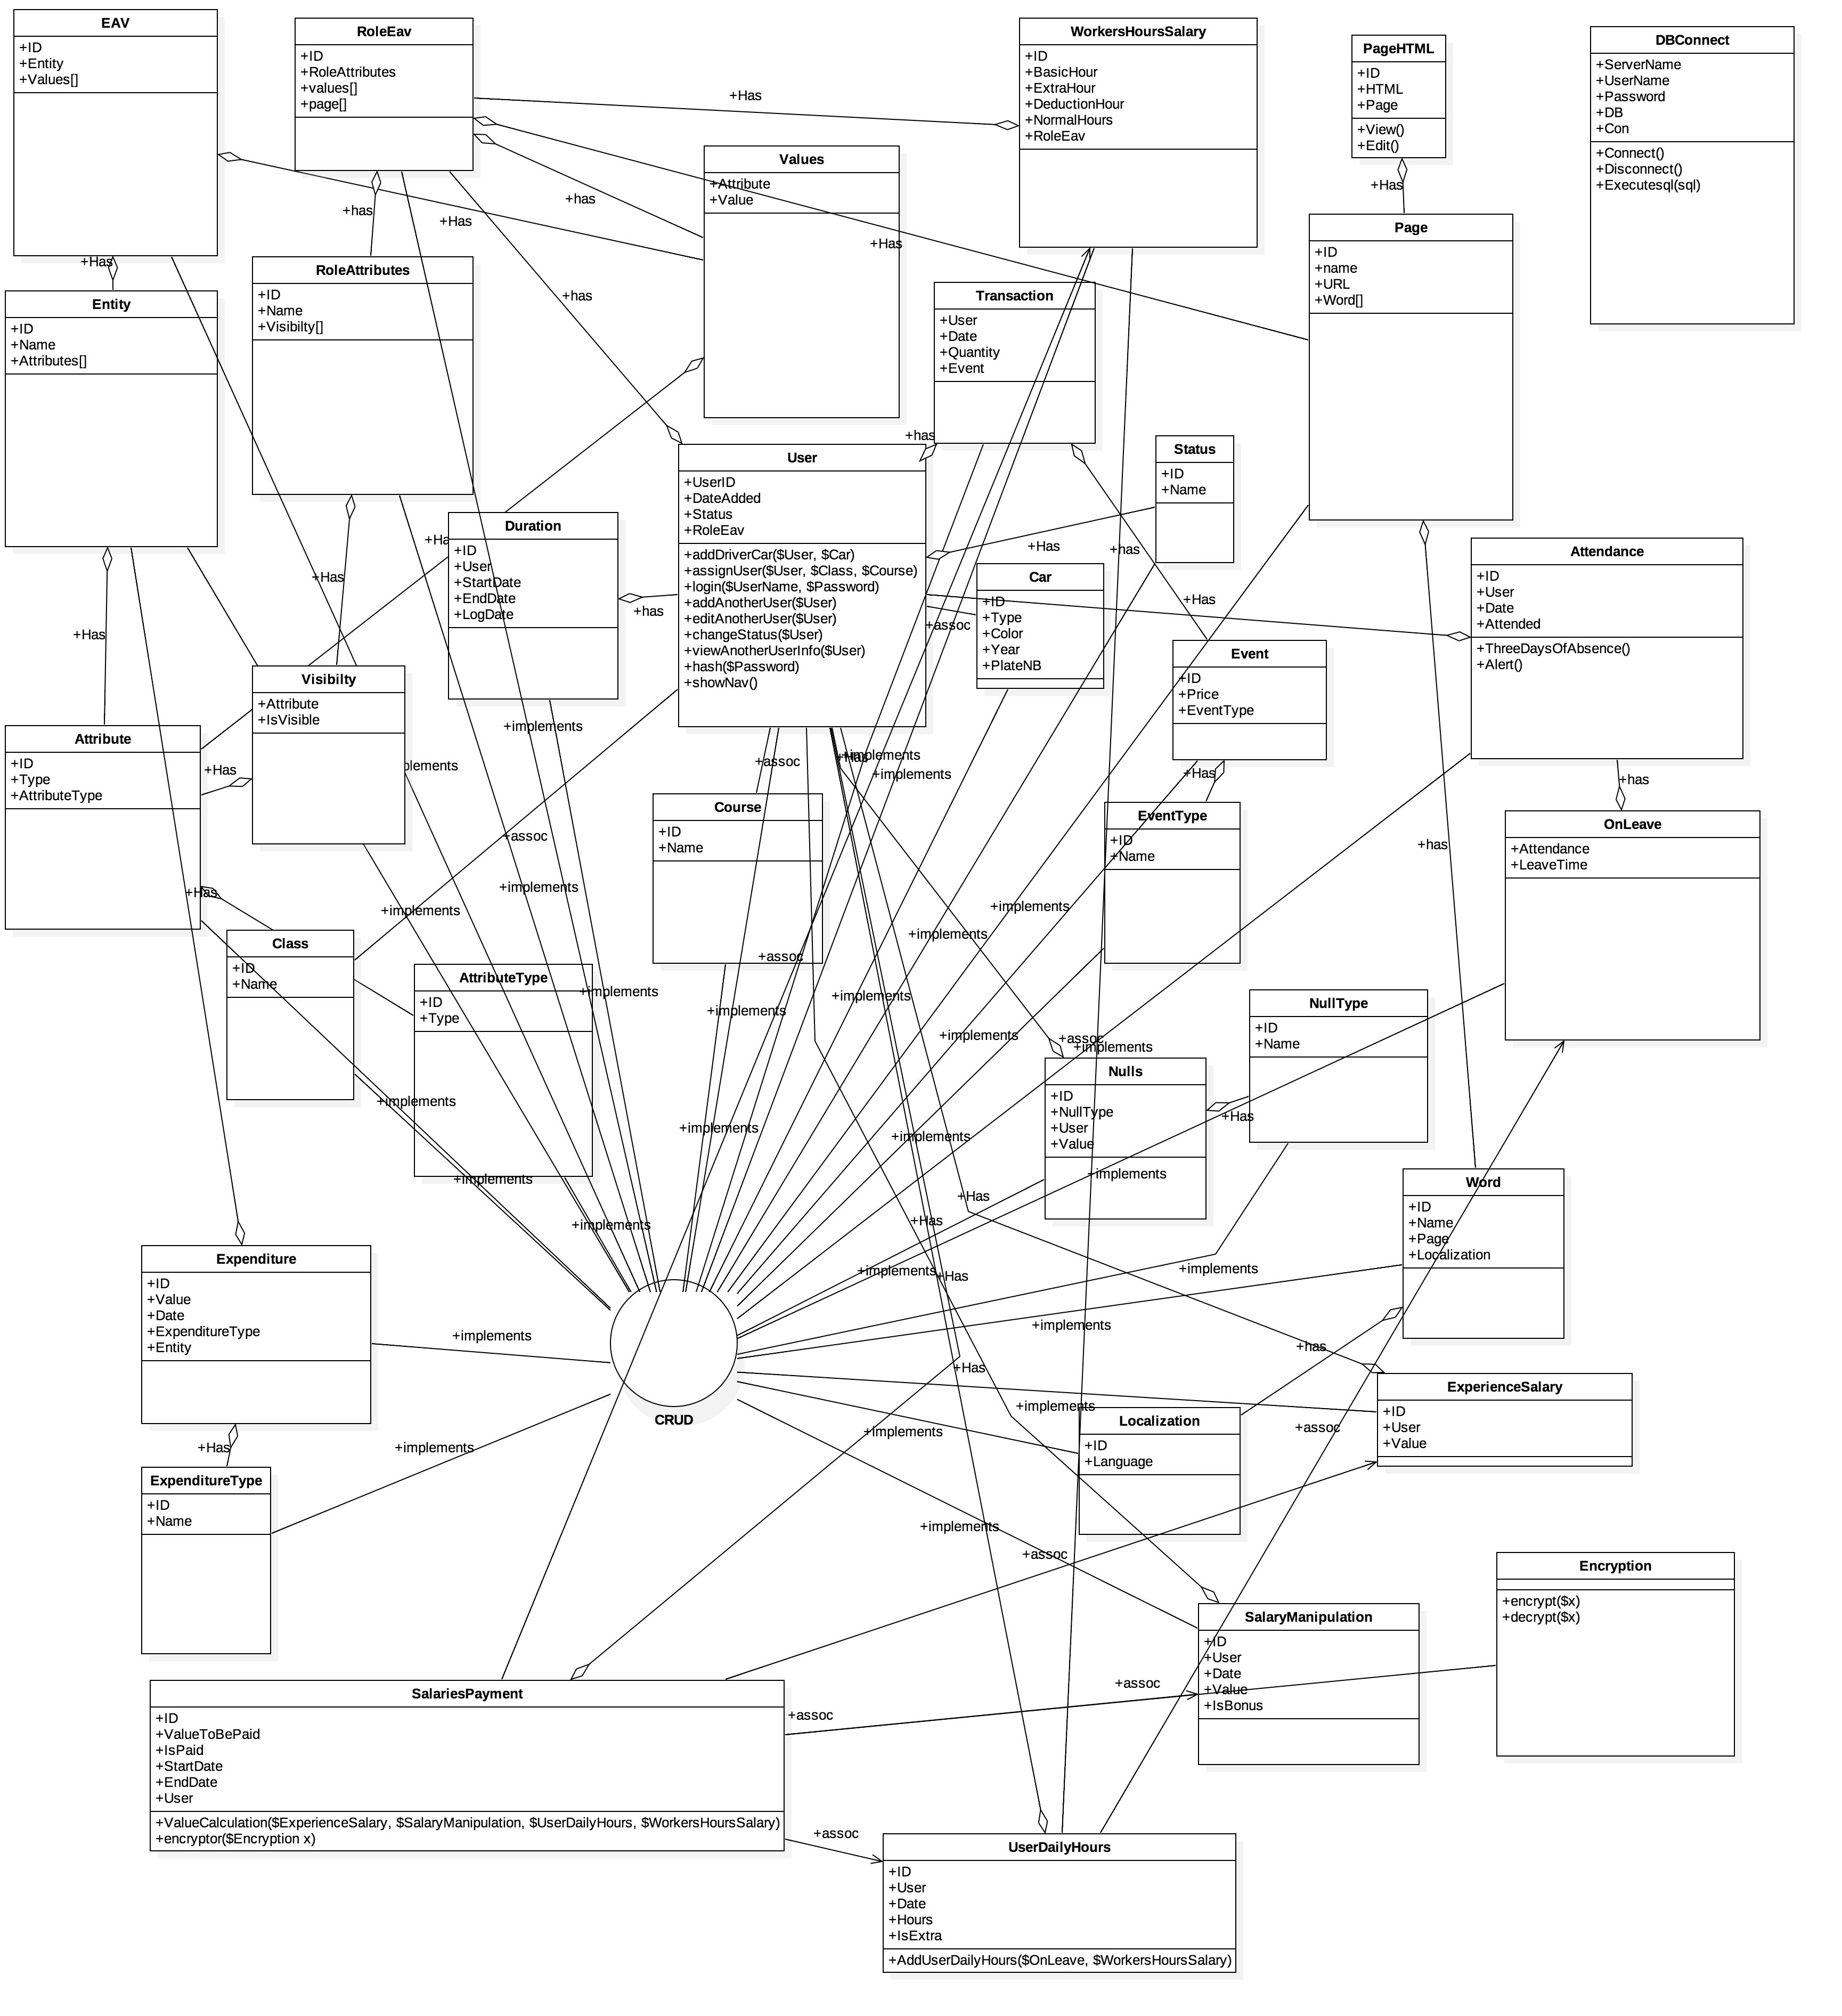 EAV
+ID
+Entity
+Values[]
RoleEav
+ID
+RoleAttributes
+values[]
+page[]
WorkersHoursSalary
+ID
+BasicHour
+ExtraHour
+DeductionHour
+NormalHours
+RoleEav
PageHTML
+ID
+HTML
+Page
+View()
+Edit()
DBConnect
+ServerName
+UserName
+Password
+DB
+Con
+Connect()
+Disconnect()
+Executesql(sql)
+Has
Values
+Attribute
+Value
+has
+has
+Has
+Has
+Has
Page
+ID
+name
+URL
+Word[]
+Has
Entity
+ID
+Name
+Attributes[]
RoleAttributes
+ID
+Name
+Visibilty[]
+has
Transaction
+User
+Date
+Quantity
+Event
+has
User
+UserID
+DateAdded
+Status
+RoleEav
+addDriverCar($User, $Car)
+assignUser($User, $Class, $Course)
+login($UserName, $Password)
+addAnotherUser($User)
+editAnotherUser($User)
+changeStatus($User)
+viewAnotherUserInfo($User)
+hash($Password)
+showNav()
Status
+ID
+Name
Duration
+ID
+User
+StartDate
+EndDate
+LogDate
+Ha
+has
+Has
+has
Car
+ID
+Type
+Color
+Year
+PlateNB
+assoc
+Has
Attendance
+ID
+User
+Date
+Attended
+ThreeDaysOfAbsence()
+Alert()
+Has
+Has
Visibilty
+Attribute
+IsVisible
Event
+ID
+Price
+EventType
Attribute
+ID
+Type
+AttributeType
+Has
plements
+implements
+assoc
+Has
+implements
+implements
+Has
+has
Course
+ID
+Name
EventType
+ID
+Name
OnLeave
+Attendance
+LeaveTime
+assoc
+has
+Has
+implements
+implements
+implements
+implements
Class
+ID
+Name
AttributeType
+ID
+Type
+assoc
+implements
+implements
+implements
+implements
+assoc
+implements
NullType
+ID
+Name
Nulls
+ID
+NullType
+User
+Value
+Has
+implements
+implements
+implements
+implements
+implements
+implements
+Has
+Has
+Has
Word
+ID
+Name
+Page
+Localization
+implements
+implements
+implements
Expenditure
+ID
+Value
+Date
+ExpenditureType
+Entity
+implements
CRUD
+Has
+has
ExperienceSalary
+ID
+User
+Value
+implements
+implements
+assoc
Localization
+ID
+Language
+Has
+implements
ExpenditureType
+ID
+Name
+implements
+assoc
Encryption
+encrypt($x)
+decrypt($x)
SalaryManipulation
+ID
+User
+Date
+Value
+IsBonus
+assoc
+assoc
SalariesPayment
+ID
+ValueToBePaid
+IsPaid
+StartDate
+EndDate
+User
+ValueCalculation($ExperienceSalary, $SalaryManipulation, $UserDailyHours, $WorkersHoursSalary)
+encryptor($Encryption x)
+assoc
UserDailyHours
+ID
+User
+Date
+Hours
+IsExtra
+AddUserDailyHours($OnLeave, $WorkersHoursSalary)